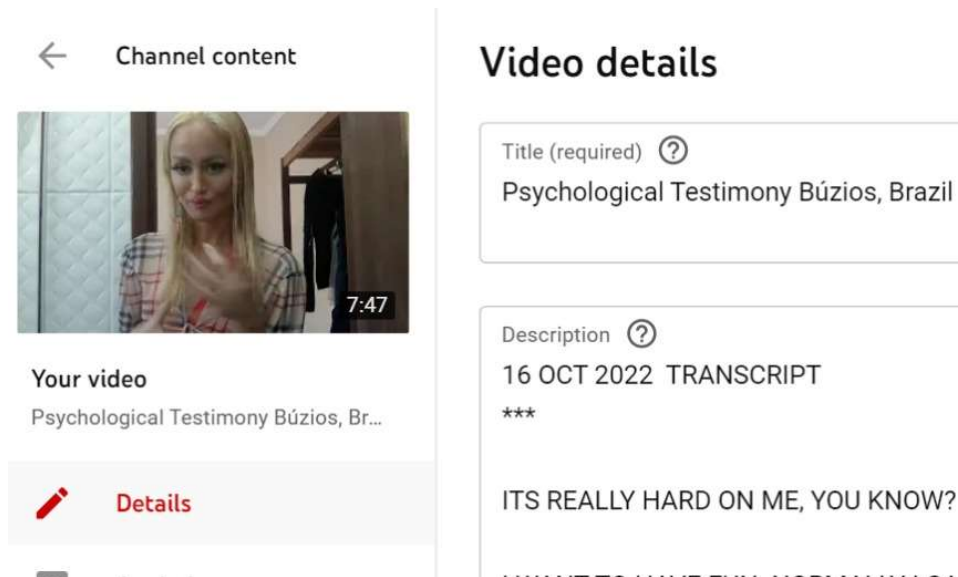 Channel content
7:47
Your video
Psychological Testimony Búzios, Br...
Details
Video details
Title (required)
Psychological Testimony Búzios, Brazil
Description
16 OCT 2022 TRANSCRIPT
***
ITS REALLY HARD ON ME, YOU KNOW?